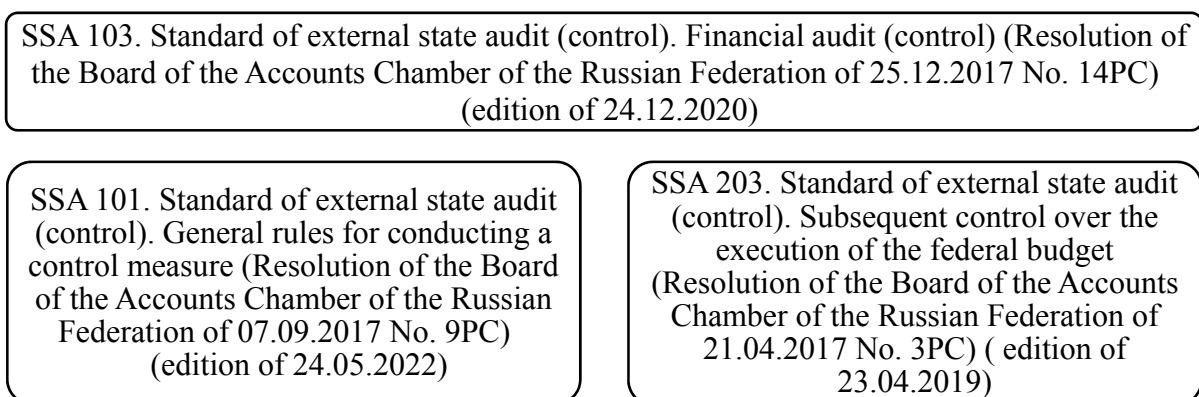 SSA 103. Standard of external state audit (control). Financial audit (control) (Resolution of
the Board of the Accounts Chamber of the Russian Federation of 25.12.2017 No. 14PC)
(edition of 24.12.2020)
SSA 101. Standard of external state audit
(control). General rules for conducting a
control measure (Resolution of the Board
of the Accounts Chamber of the Russian
Federation of 07.09.2017 No. 9PC)
(edition of 24.05.2022)
SSA 203. Standard of external state audit
(control). Subsequent control over the
execution of the federal budget
(Resolution of the Board of the Accounts
Chamber of the Russian Federation of
21.04.2017 No. 3PC) ( edition of
23.04.2019)